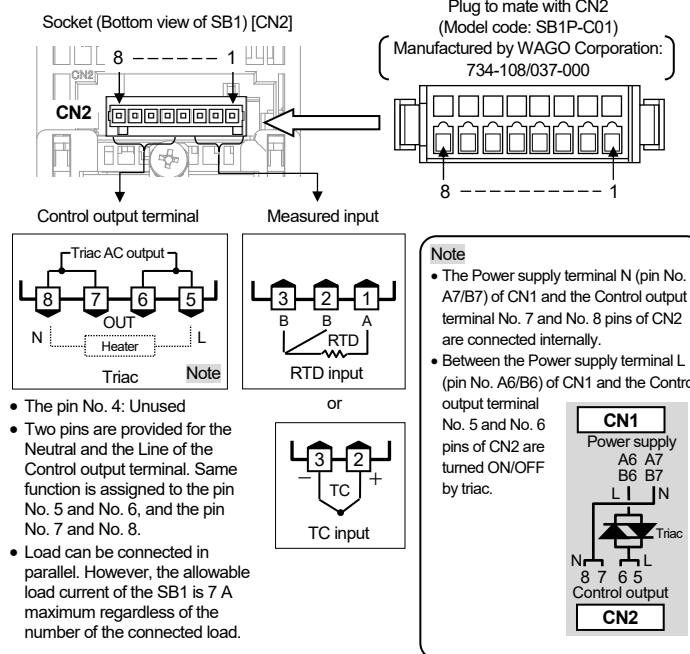 Socket (Bottom view of SB1) [CN2]
8 1
CN2
CN2
Plug to mate with CN2
(Model code: SB1P-C01)
Manufactured by WAGO Corporation:
734-108/037-000
8 1
Control output terminal
Triac AC output
8 7 6 5
OUT
N Heater L
Triac Note
Measured input
3 2 1
B B A
RTD
RTD input
or
3 2
− TC +
TC input
• The pin No. 4: Unused
• Two pins are provided for the
Neutral and the Line of the
Control output terminal. Same
function is assigned to the pin
No. 5 and No. 6, and the pin
No. 7 and No. 8.
• Load can be connected in
parallel. However, the allowable
load current of the SB1 is 7 A
maximum regardless of the
number of the connected load.
Note
• The Power supply terminal N (pin No.
A7/B7) of CN1 and the Control output
terminal No. 7 and No. 8 pins of CN2
are connected internally.
• Between the Power supply terminal L
(pin No. A6/B6) of CN1 and the Contro
output terminal
No. 5 and No. 6
pins of CN2 are
turned ON/OFF
by triac.
CN1
Power supply
A6 A7
B6 B7
L N
Triac
N L
8 7 6 5
Control output
CN2